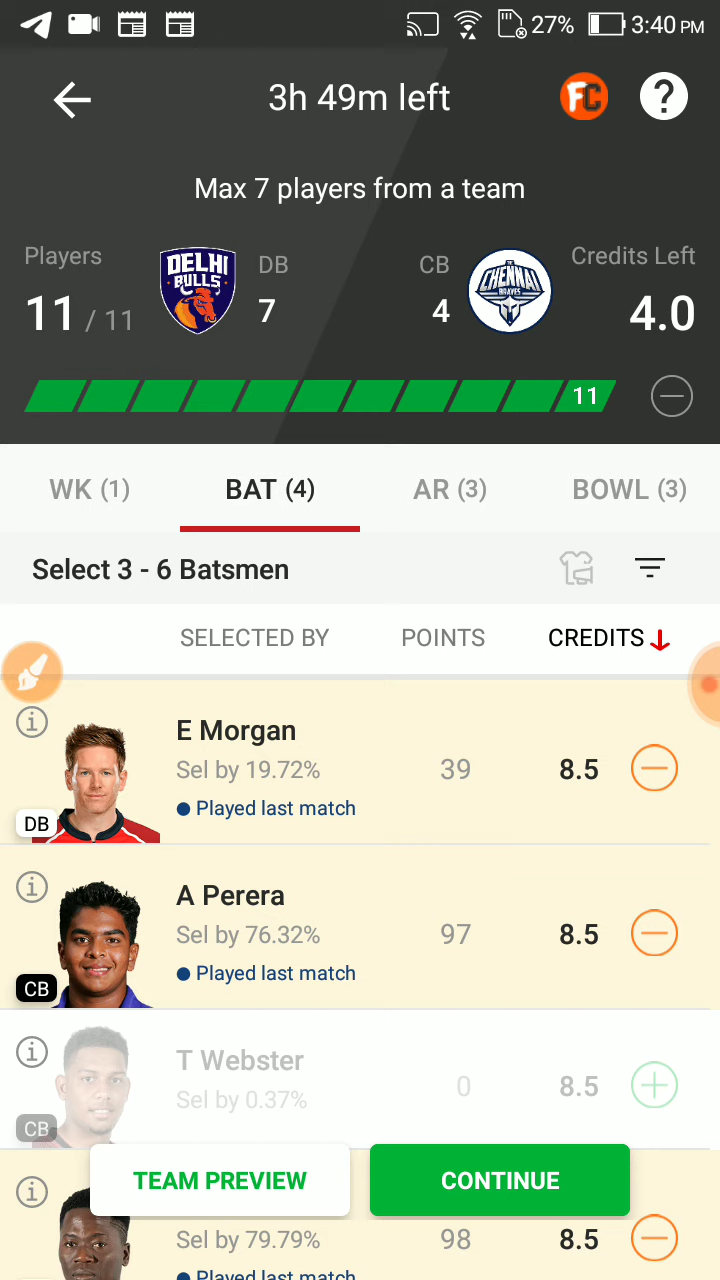 27% 3:40 PM
3h 49m left FC ?
Max 7 players from a team
Players DB CB Credits Left
DELHI BULLS CHENNAI BRAVES
11 / 11 7 4 4.0
11
WK (1) BAT (4) AR (3) BOWL (3)
Select 3 - 6 Batsmen
SELECTED BY POINTS CREDITS
E Morgan
Sel by 19.72% 39 8.5
Played last match
DB
A Perera
Sel by 76.32% 97 8.5
Played last match
CB
T Webster
Sel by 0.37% 0 8.5
CB
TEAM PREVIEW CONTINUE
Sel by 79.79% 98 8.5
Played last match